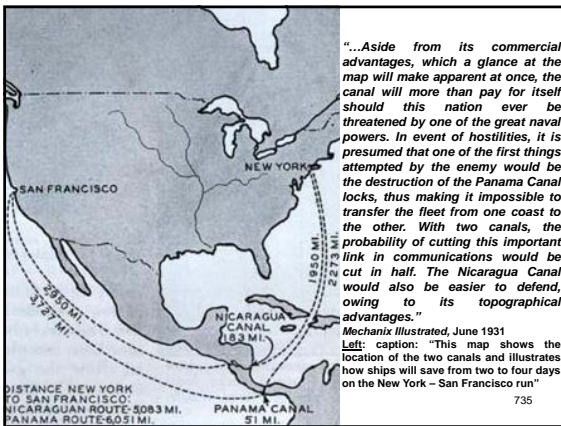 NEW YORK
SAN FRANCISCO
1950 MI.
2273 MI.
2950 MI.
3,727 MI.
NICARAGUA
CANAL
183 MI.
DISTANCE NEW YORK
TO SAN FRANCISCO:
NICARAGUAN ROUTE-5,083 MI.
PANAMA ROUTE-6,051 MI.
PANAMA CANAL
51 MI.
“…Aside from its commercial
advantages, which a glance at the
map will make apparent at once, the
canal will more than pay for itself
should this nation ever be
threatened by one of the great naval
powers. In event of hostilities, it is
presumed that one of the first things
attempted by the enemy would be
the destruction of the Panama Canal
locks, thus making it impossible to
transfer the fleet from one coast to
the other. With two canals, the
probability of cutting this important
link in communications would be
cut in half. The Nicaragua Canal
would also be easier to defend,
owing to its topographical
advantages.”
Mechanix Illustrated, June 1931
Left: caption: “This map shows the
location of the two canals and illustrates
how ships will save from two to four days
on the New York – San Francisco run”
735